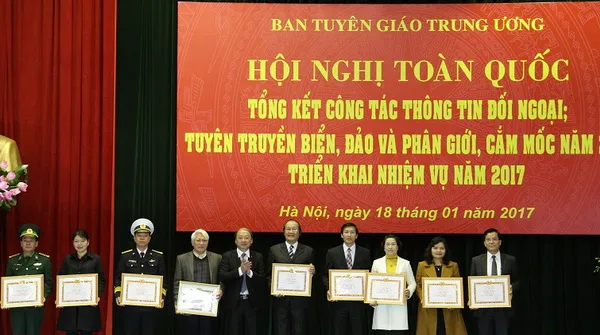 BAN TUYÊN GIÁO TRUNG ƯƠNG
HỘI NGHỊ TOÀN QUỐC
TỔNG KẾT CÔNG TÁC THÔNG TIN ĐỐI NGOẠI;
TUYÊN TRUYỀN BIỂN, ĐẢO VÀ PHÂN GIỚI, CẮM MỐC NĂM
TRIỂN KHAI NHIỆM VỤ NĂM 2017
Hà Nội, ngày 18 tháng 01 năm 2017